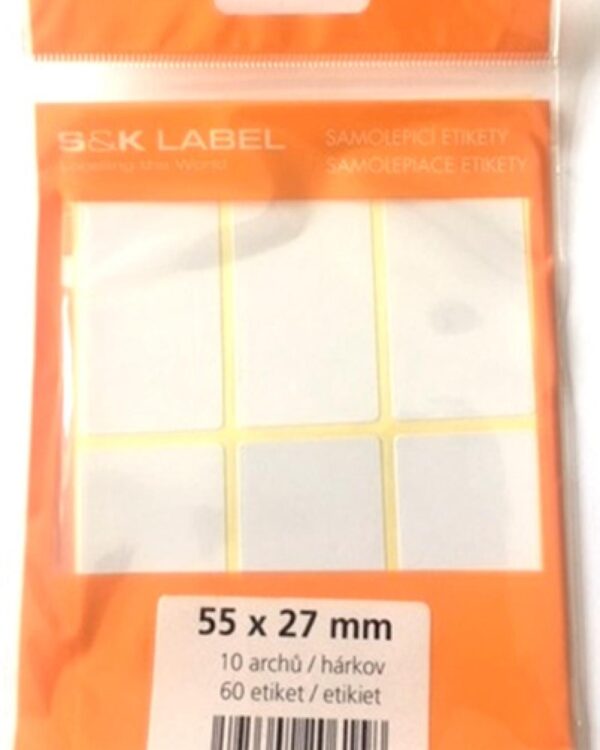 S&K LABEL
Labelling the World
SAMOLEPICÍ ETIKETY
SAMOLEPIACE ETIKETY
55 x 27 mm
10 archů / hárkov
60 etiket / etikiet